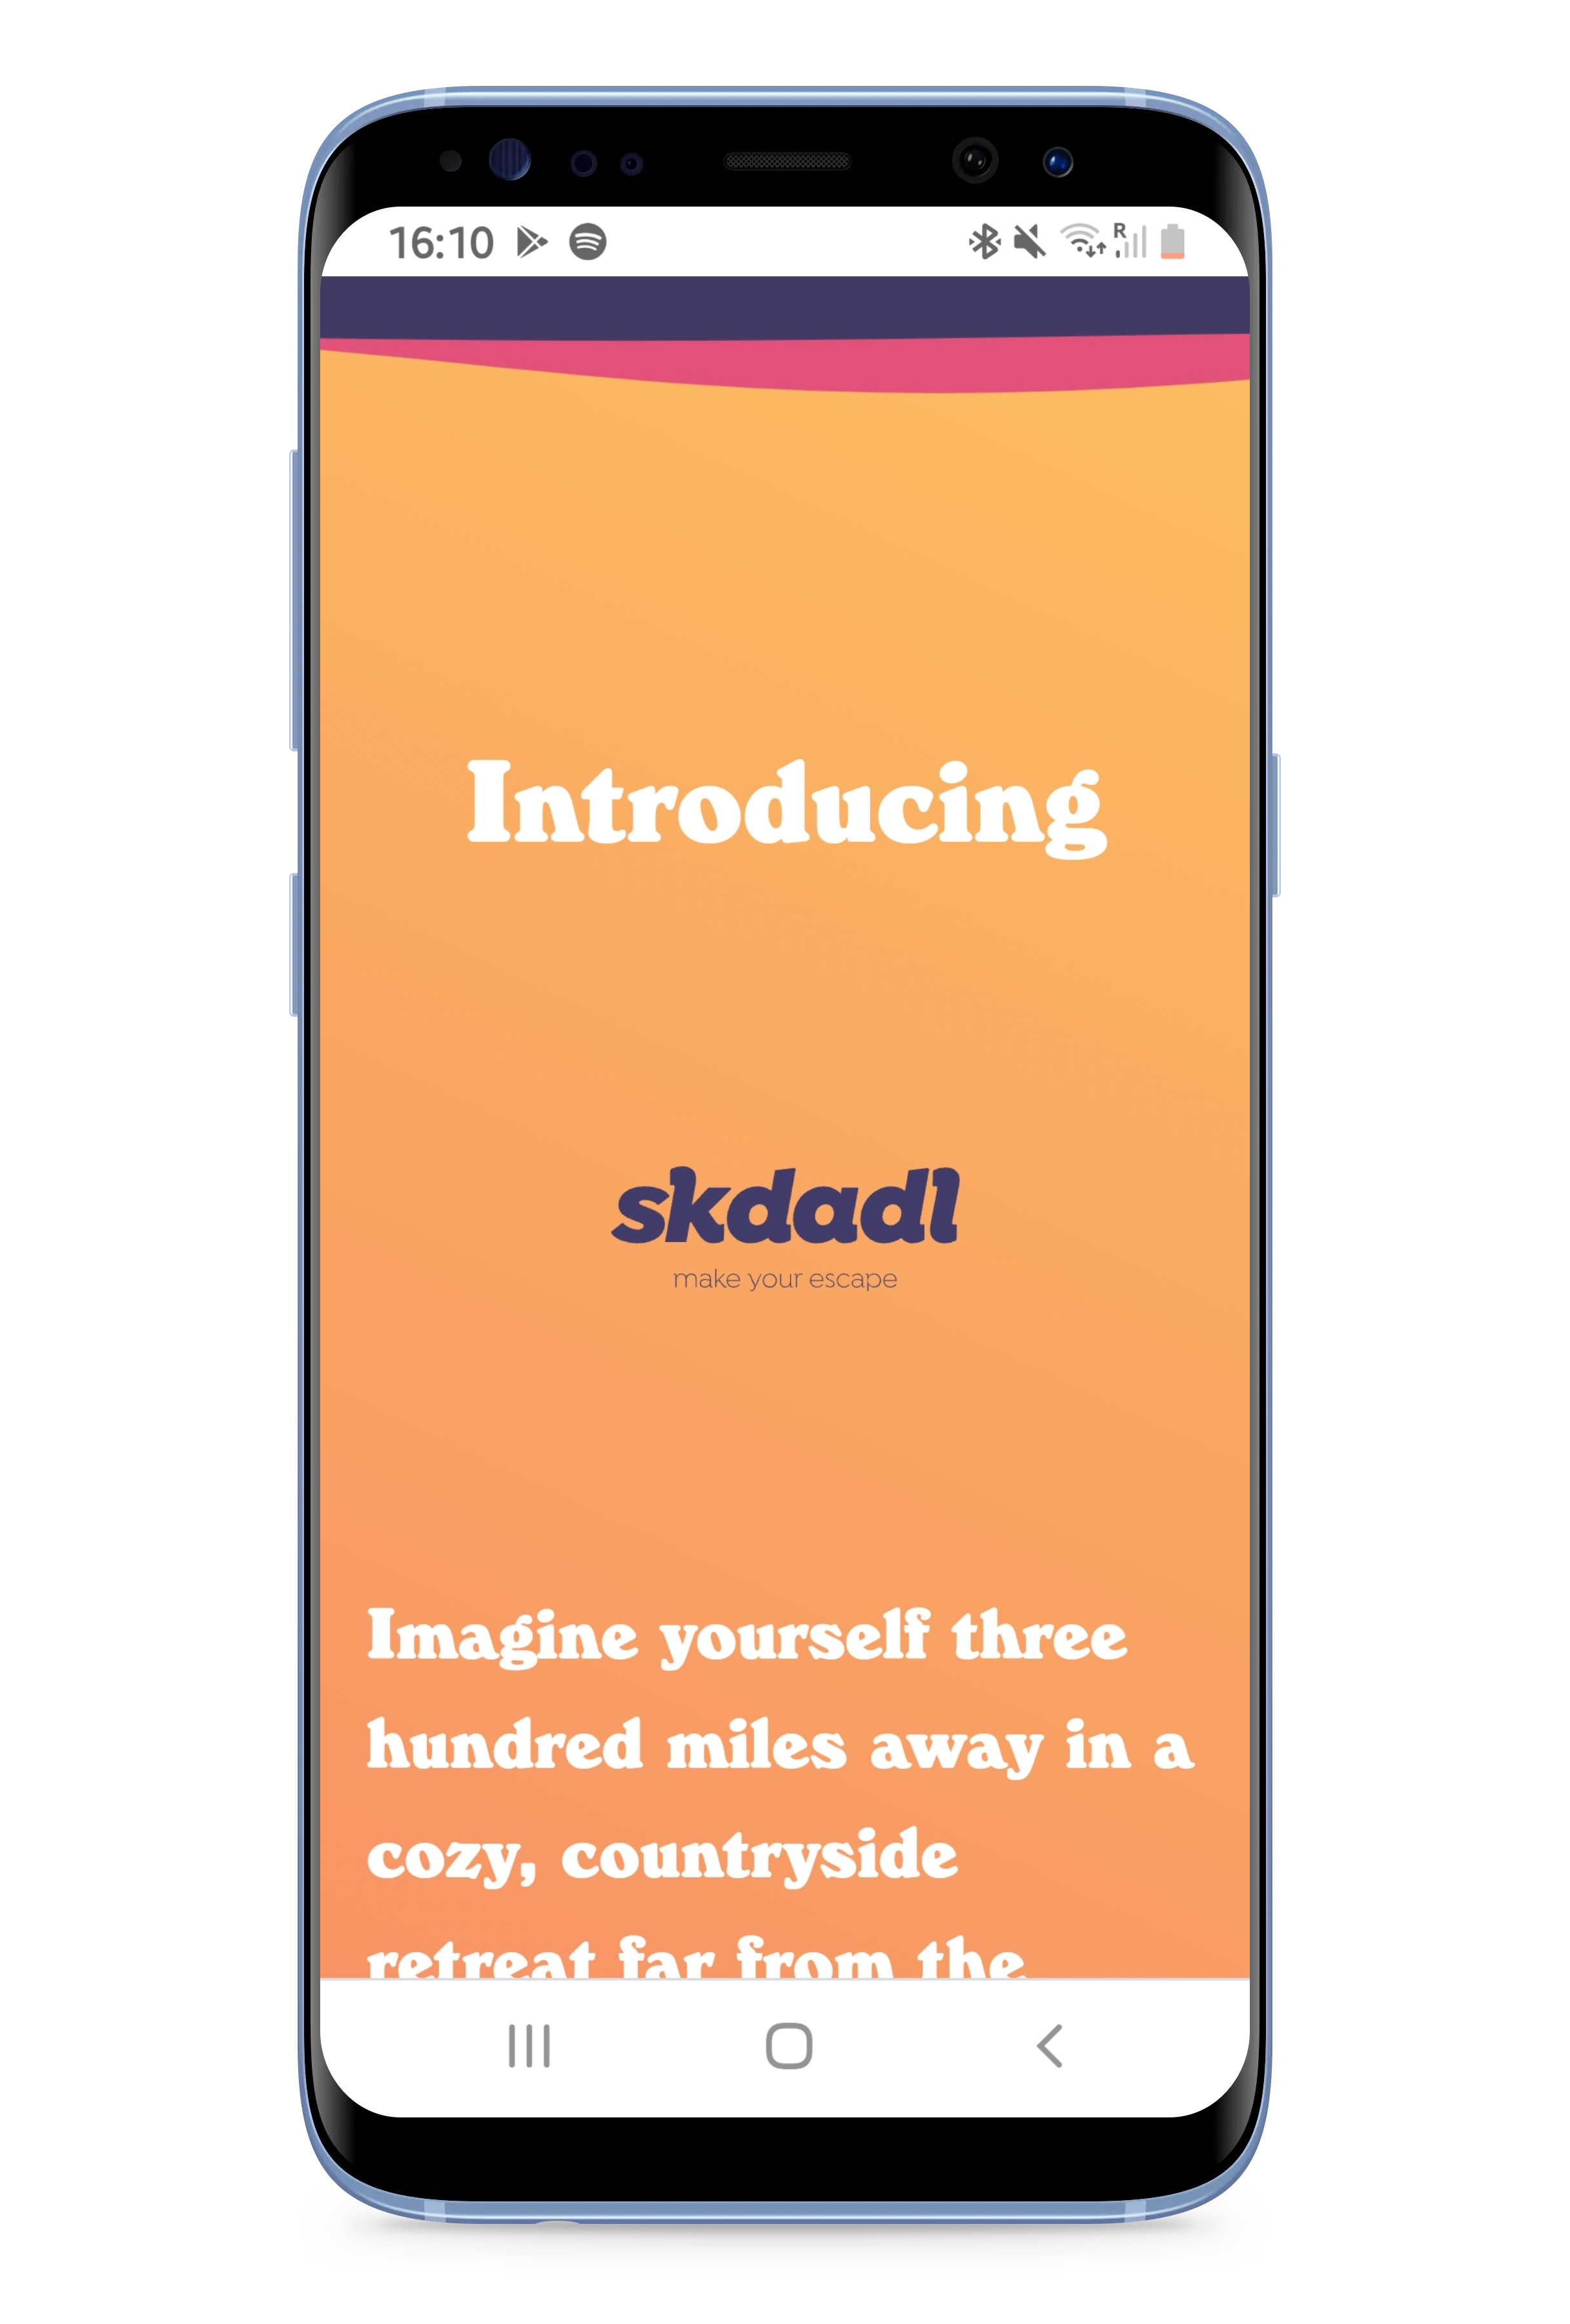 16:10
R
Introducing
skdadl
make your escape
Imagine yourself three
hundred miles away in a
cozy, countryside
retreat far from the